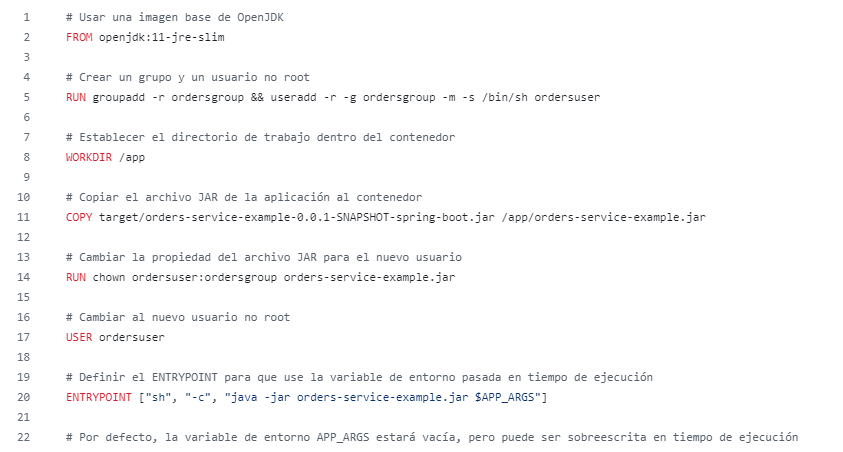 1 # Usar una imagen base de OpenJDK
2 FROM openjdk:11-jre-slim
3
4 # Crear un grupo y un usuario no root
5 RUN groupadd -r ordersgroup && useradd -r -g ordersgroup -m -s /bin/sh ordersuser
6
7 # Establecer el directorio de trabajo dentro del contenedor
8 WORKDIR /app
9
10 # Copiar el archivo JAR de la aplicación al contenedor
11 COPY target/orders-service-example-0.0.1-SNAPSHOT-spring-boot.jar /app/orders-service-example.jar
12
13 # Cambiar la propiedad del archivo JAR para el nuevo usuario
14 RUN chown ordersuser:ordersgroup orders-service-example.jar
15
16 # Cambiar al nuevo usuario no root
17 USER ordersuser
18
19 # Definir el ENTRYPOINT para que use la variable de entorno pasada en tiempo de ejecución
20 ENTRYPOINT ["sh", "-c", "java -jar orders-service-example.jar $APP_ARGS"]
21
22 # Por defecto, la variable de entorno APP_ARGS estará vacía, pero puede ser sobreescrita en tiempo de ejecución